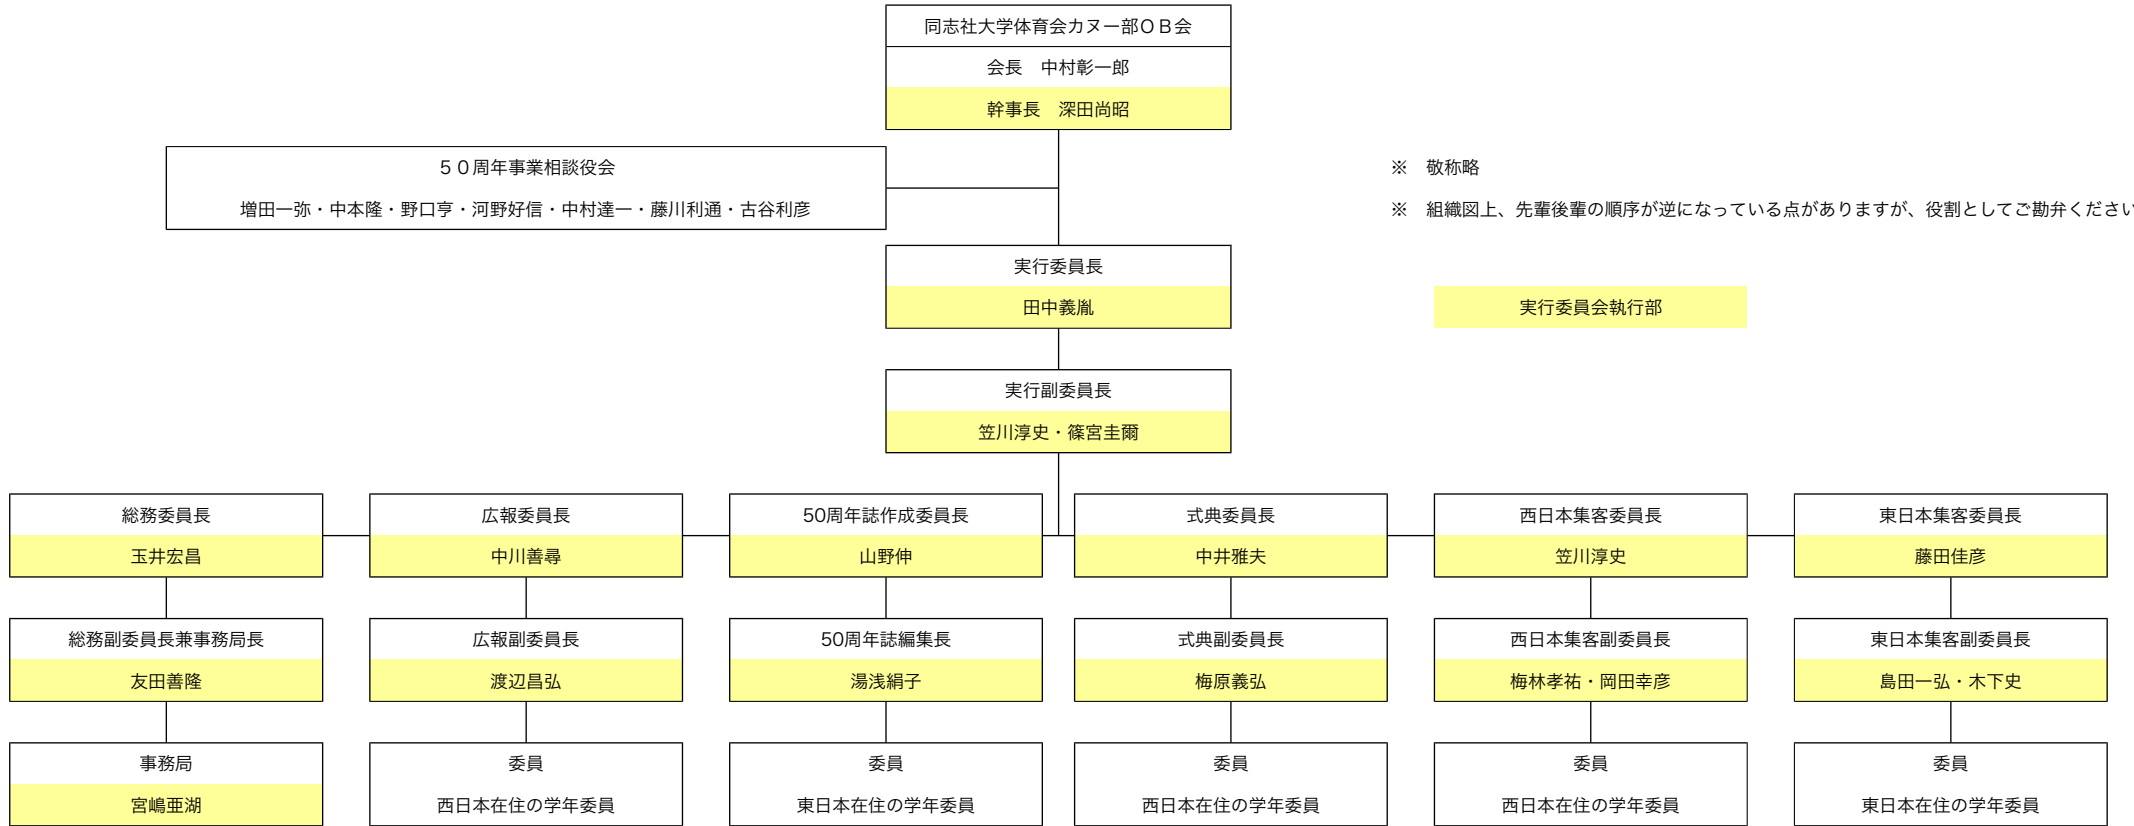 同志社大学体育会カヌー部ＯＢ会
会長　中村彰一郎
幹事長　深田尚昭
５０周年事業相談役会
増田一弥・中本隆・野口亨・河野好信・中村達一・藤川利通・古谷利彦
※　敬称略
※　組織図上、先輩後輩の順序が逆になっている点がありますが、役割としてご勘弁ください
実行委員長
田中義胤
実行委員会執行部
実行副委員長
笠川淳史・篠宮圭爾
総務委員長
玉井宏昌
広報委員長
中川善尋
50周年誌作成委員長
山野伸
式典委員長
中井雅夫
西日本集客委員長
笠川淳史
東日本集客委員長
藤田佳彦
総務副委員長兼事務局長
友田善隆
広報副委員長
渡辺昌弘
50周年誌編集長
湯浅絹子
式典副委員長
梅原義弘
西日本集客副委員長
梅林孝祐・岡田幸彦
東日本集客副委員長
島田一弘・木下史
事務局
宮嶋亜湖
委員
西日本在住の学年委員
委員
東日本在住の学年委員
委員
西日本在住の学年委員
委員
西日本在住の学年委員
委員
東日本在住の学年委員